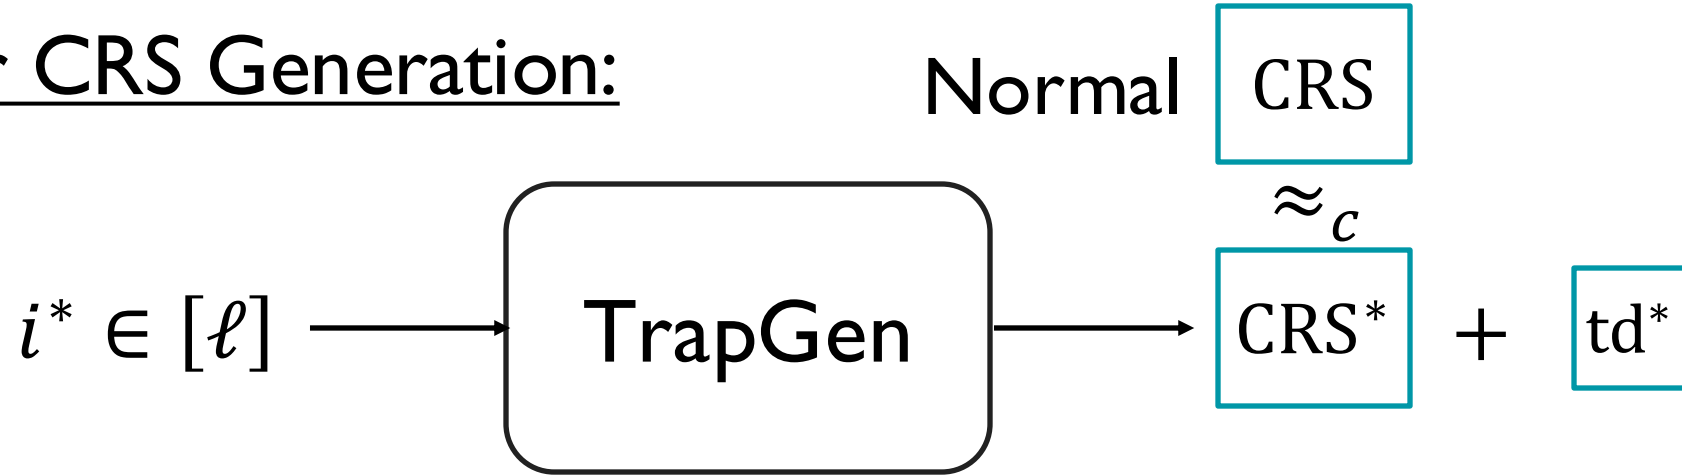 CRS Generation:
Normal CRS
≈c
i* ∈ [ℓ] TrapGen CRS* + td*